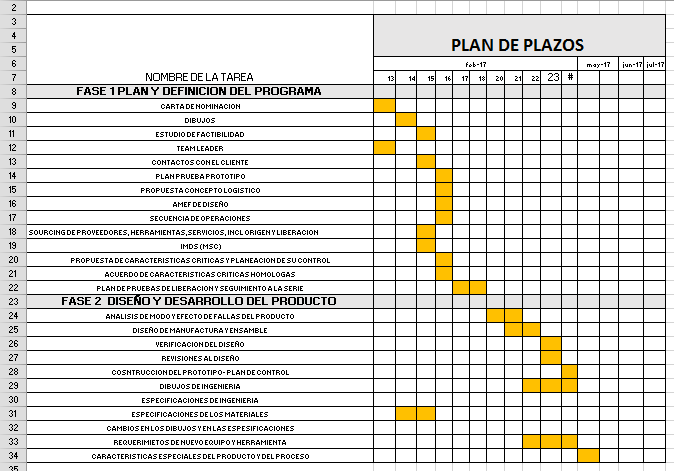 2
3
4
5 PLAN DE PLAZOS
6 feb-17 may-17 jun-17 jul-17
7 NOMBRE DE LA TAREA 13 14 15 16 17 18 20 21 22 23 #
8 FASE 1 PLAN Y DEFINICION DEL PROGRAMA
9 CARTA DE NOMINACION
10 DIBUJOS
11 ESTUDIO DE FACTIBILIDAD
12 TEAM LEADER
13 CONTACTOS CON EL CLIENTE
14 PLAN PRUEBA PROTOTIPO
15 PROPUESTA CONCEPTO LOGISTICO
16 AMEF DE DISEÑO
17 SECUENCIA DE OPERACIONES
18 SOURCING DE PROVEEDORES, HERRAMIENTAS, SERVICIOS, INCL ORIGEN Y LIBERACION
19 IMDS (MSC)
20 PROPUESTA DE CARACTERISTICAS CRITICAS Y PLANEACION DE SU CONTROL
21 ACUERDO DE CARACTERISTICAS CRITICAS HOMOLOGAS
22 PLAN DE PRUEBAS DE LIBERACION Y SEGUIMIENTO A LA SERIE
23 FASE 2 DISEÑO Y DESARROLLO DEL PRODUCTO
24 ANALISIS DE MODO Y EFECTO DE FALLAS DEL PRODUCTO
25 DISEÑO DE MANUFACTURA Y ENSAMBLE
26 VERIFICACION DEL DISEÑO
27 REVISIONES AL DISEÑO
28 COSNTRUCCION DEL PROTOTIPO- PLAN DE CONTROL
29 DIBUJOS DE INGENIERIA
30 ESPECIFICACIONES DE INGENIERIA
31 ESPECIFICACIONES DE LOS MATERIALES
32 CAMBIOS EN LOS DIBUJOS Y EN LAS ESPESIFICACIONES
33 REQUERIMIETOS DE NUEVO EQUIPO Y HERRAMIENTA
34 CARACTERISTICAS ESPECIALES DEL PRODUCTO Y DEL PROCESO
35